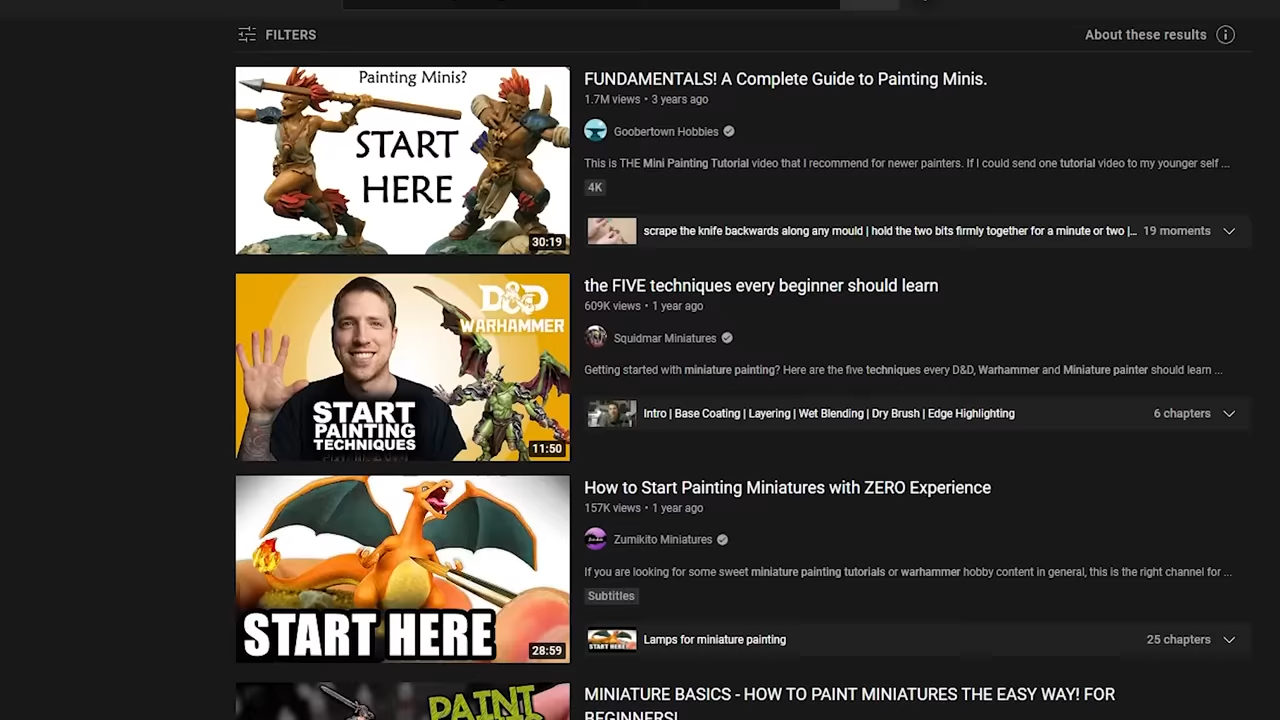 FILTERS
About these results
Painting Minis?
START
HERE
30:19
FUNDAMENTALS! A Complete Guide to Painting Minis.
1.7M views • 3 years ago
Goobertown Hobbies
This is THE Mini Painting Tutorial video that I recommend for newer painters. If I could send one tutorial video to my younger self ...
4K
scrape the knife backwards along any mould | hold the two bits firmly together for a minute or two |...
19 moments
D&D
WARHAMMER
START
PAINTING
TECHNIQUES
11:50
the FIVE techniques every beginner should learn
609K views • 1 year ago
Squidmar Miniatures
Getting started with miniature painting? Here are the five techniques every D&D, Warhammer and Miniature painter should learn ...
Intro | Base Coating | Layering | Wet Blending | Dry Brush | Edge Highlighting
6 chapters
START HERE
28:59
How to Start Painting Miniatures with ZERO Experience
157K views • 1 year ago
Zumikito Miniatures
If you are looking for some sweet miniature painting tutorials or warhammer hobby content in general, this is the right channel for ...
Subtitles
START HERE
Lamps for miniature painting
25 chapters
PAINT
MINIATURE BASICS - HOW TO PAINT MINIATURES THE EASY WAY! FOR
BEGINNERS!